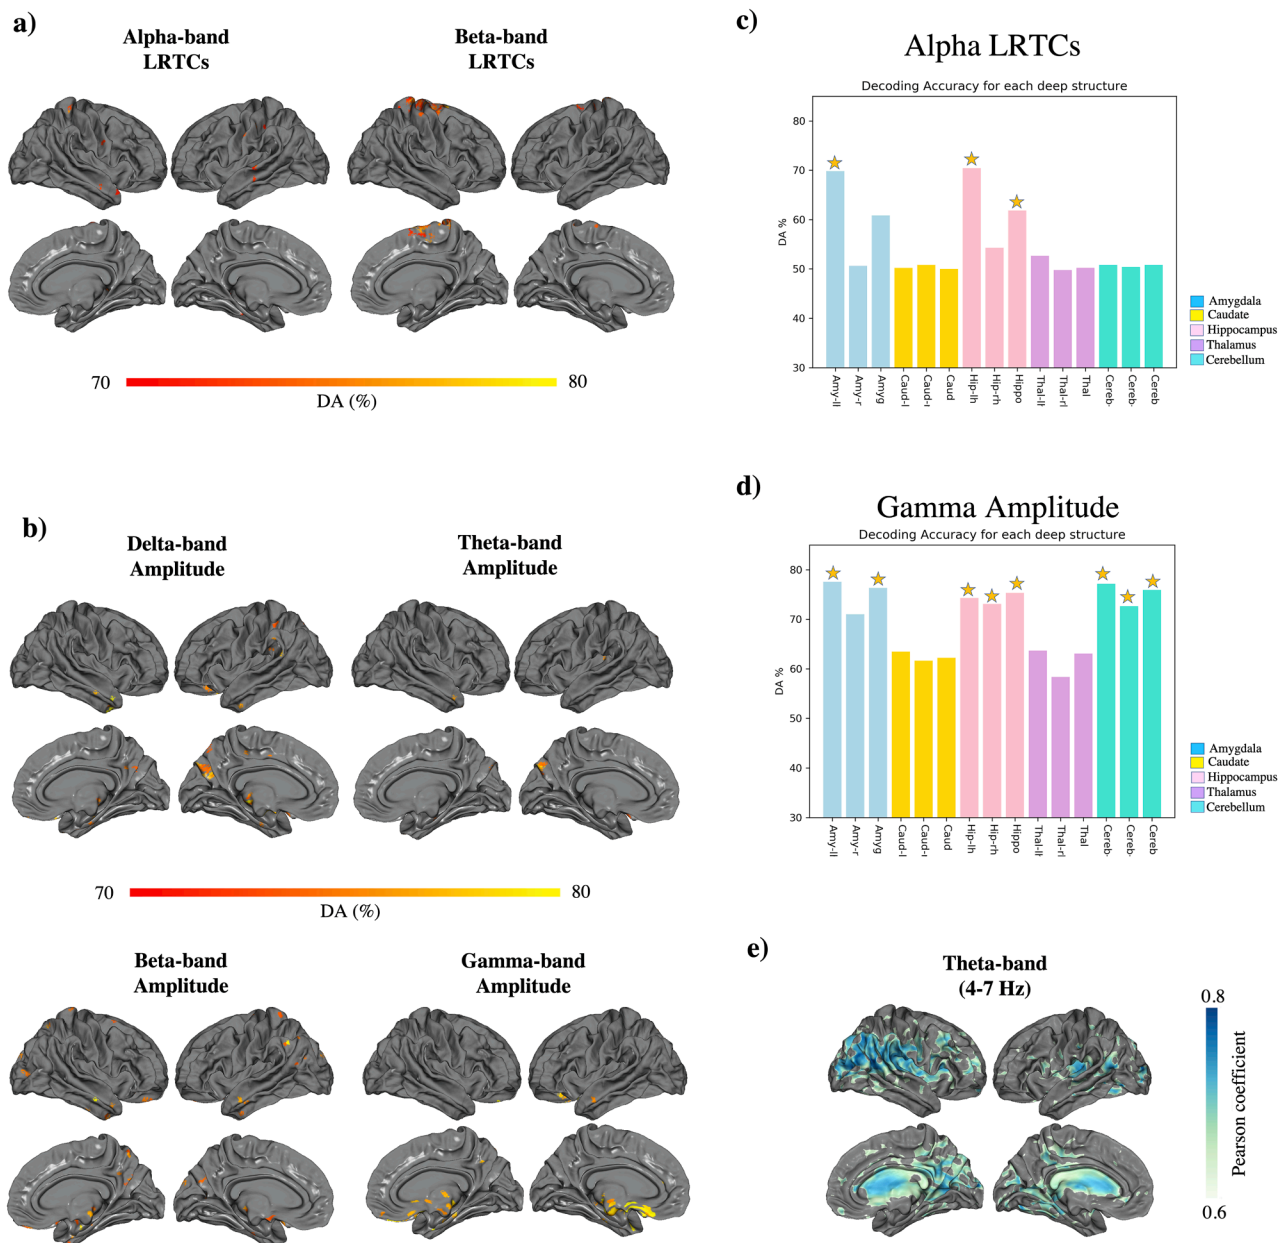 a)
Alpha-band
LRTCs
Beta-band
LRTCs
70
80
DA (%)
b)
Delta-band
Amplitude
Theta-band
Amplitude
70
80
DA (%)
Beta-band
Amplitude
Gamma-band
Amplitude
c)
Alpha LRTCs
Decoding Accuracy for each deep structure
DA %
80
70
60
50
40
30
Amy-ll
Amy-r
Amyg
Caud-l
Caud-r
Caud
Hip-lh
Hip-rh
Hippo
Thal-lh
Thal-rl
Thal
Cereb-
Cereb-
Cereb
Amygdala
Caudate
Hippocampus
Thalamus
Cerebellum
d)
Gamma Amplitude
Decoding Accuracy for each deep structure
DA %
80
70
60
50
40
30
Amy-ll
Amy-r
Amyg
Caud-l
Caud-r
Caud
Hip-lh
Hip-rh
Hippo
Thal-lh
Thal-rl
Thal
Cereb-
Cereb-
Cereb
Amygdala
Caudate
Hippocampus
Thalamus
Cerebellum
e)
Theta-band
(4-7 Hz)
0.8
Pearson coefficient
0.6